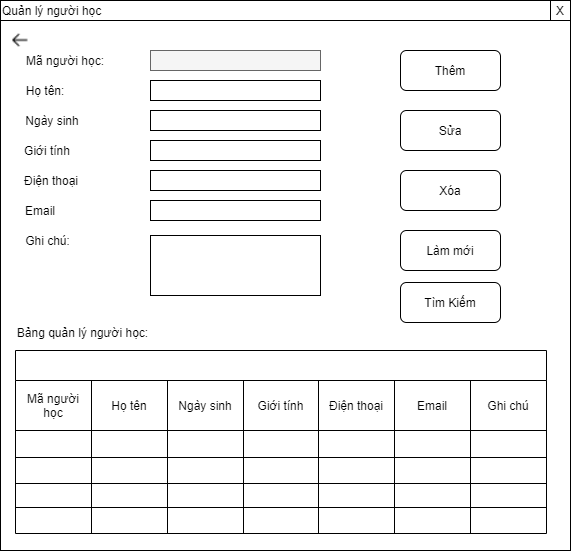 Quản lý người học X
Mã người học:
Thêm
Họ tên:
Ngày sinh
Sửa
Giới tính
Điện thoại
Xóa
Email
Ghi chú:
Làm mới
Tìm Kiếm
Bảng quản lý người học:
Mã người
học
Họ tên
Ngày sinh
Giới tính
Điện thoại
Email
Ghi chú